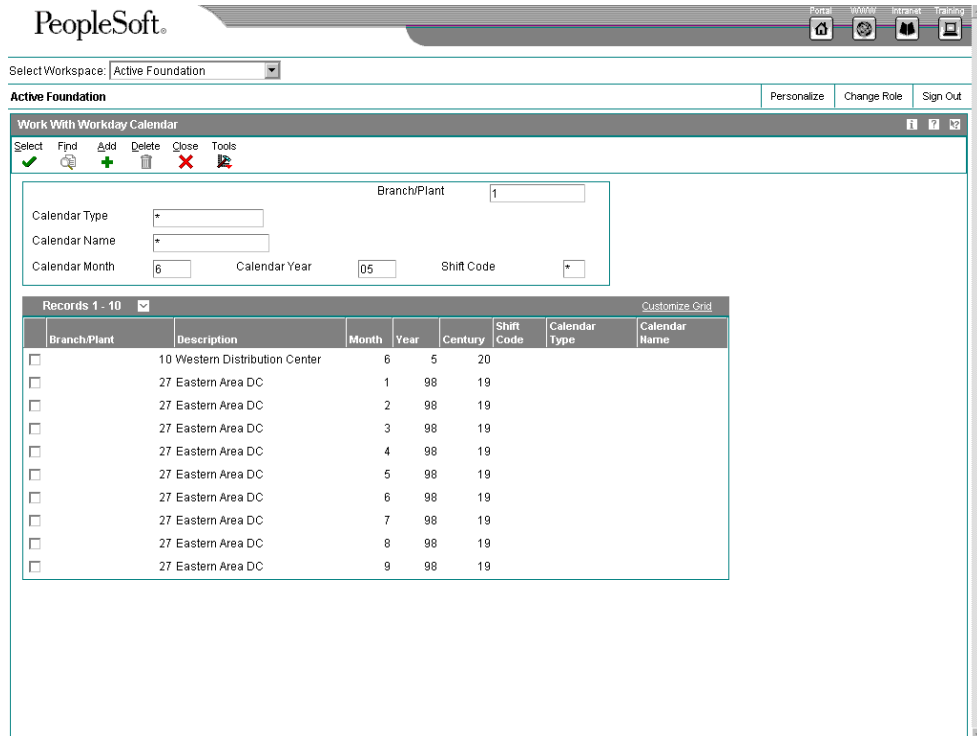 PeopleSoft.
Portal WWW Intranet Training
Select Workspace: Active Foundation
Active Foundation Personalize Change Role Sign Out
Work With Workday Calendar
Select Find Add Delete Close Tools
Branch/Plant 1
Calendar Type *
Calendar Name *
Calendar Month 6 Calendar Year 05 Shift Code *
Records 1 - 10 Customize Grid
Branch/Plant Description Month Year Century Shift Code Calendar Type Calendar Name
10 Western Distribution Center 6 5 20
27 Eastern Area DC 1 98 19
27 Eastern Area DC 2 98 19
27 Eastern Area DC 3 98 19
27 Eastern Area DC 4 98 19
27 Eastern Area DC 5 98 19
27 Eastern Area DC 6 98 19
27 Eastern Area DC 7 98 19
27 Eastern Area DC 8 98 19
27 Eastern Area DC 9 98 19